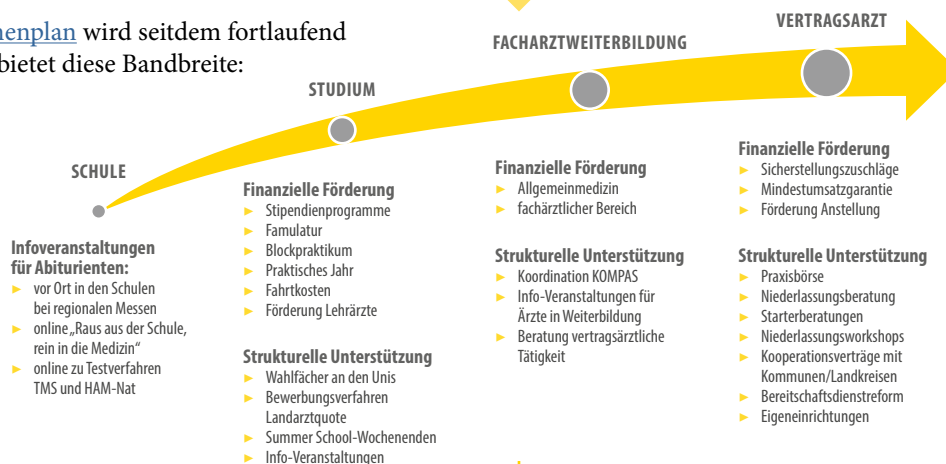 menplan wird seitdem fortlaufend
bietet diese Bandbreite:
SCHULE
Infoveranstaltungen
für Abiturienten:
► vor Ort in den Schulen
bei regionalen Messen
► online „Raus aus der Schule,
rein in die Medizin“
► online zu Testverfahren
TMS und HAM-Nat
STUDIUM
Finanzielle Förderung
► Stipendienprogramme
► Famulatur
► Blockpraktikum
► Praktisches Jahr
► Fahrtkosten
► Förderung Lehrärzte
Strukturelle Unterstützung
► Wahlfächer an den Unis
► Bewerbungsverfahren
Landarztquote
► Summer School-Wochenenden
► Info-Veranstaltungen
FACHARZTWEITERBILDUNG
Finanzielle Förderung
► Allgemeinmedizin
► fachärztlicher Bereich
Strukturelle Unterstützung
► Koordination KOMPAS
► Info-Veranstaltungen für
Ärzte in Weiterbildung
► Beratung vertragsärztliche
Tätigkeit
VERTRAGSARZT
Finanzielle Förderung
► Sicherstellungszuschläge
► Mindestumsatzgarantie
► Förderung Anstellung
Strukturelle Unterstützung
► Praxisbörse
► Niederlassungsberatung
► Starterberatungen
► Niederlassungsworkshops
► Kooperationsverträge mit
Kommunen/Landkreisen
► Bereitschaftsdienstreform
► Eigeneinrichtungen